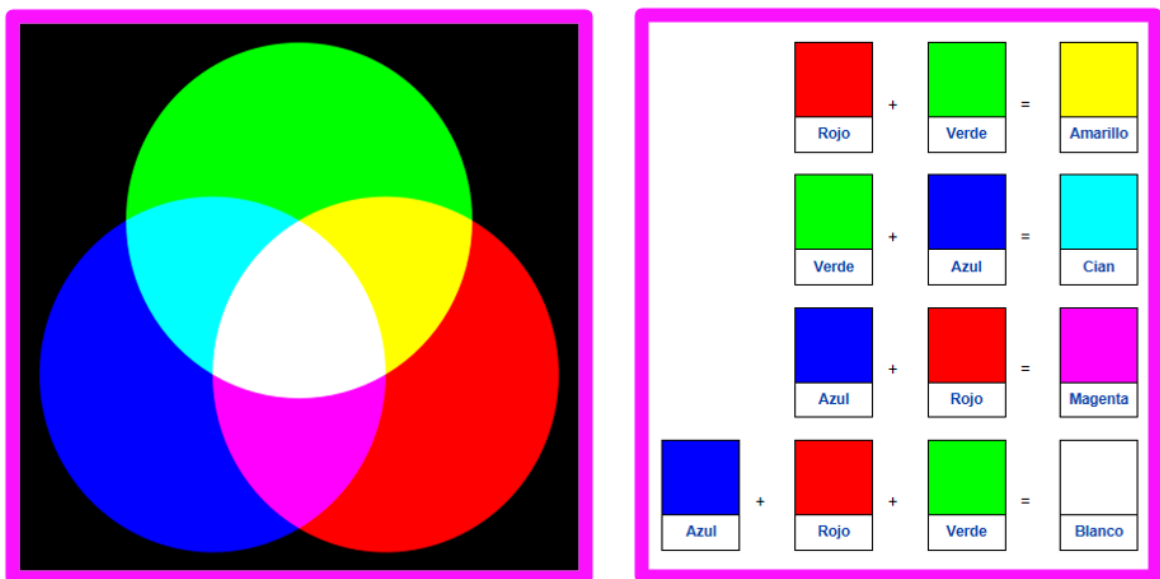 + =
Rojo Verde Amarillo
+ =
Verde Azul Cian
+ =
Azul Rojo Magenta
+ + =
Azul Rojo Verde Blanco